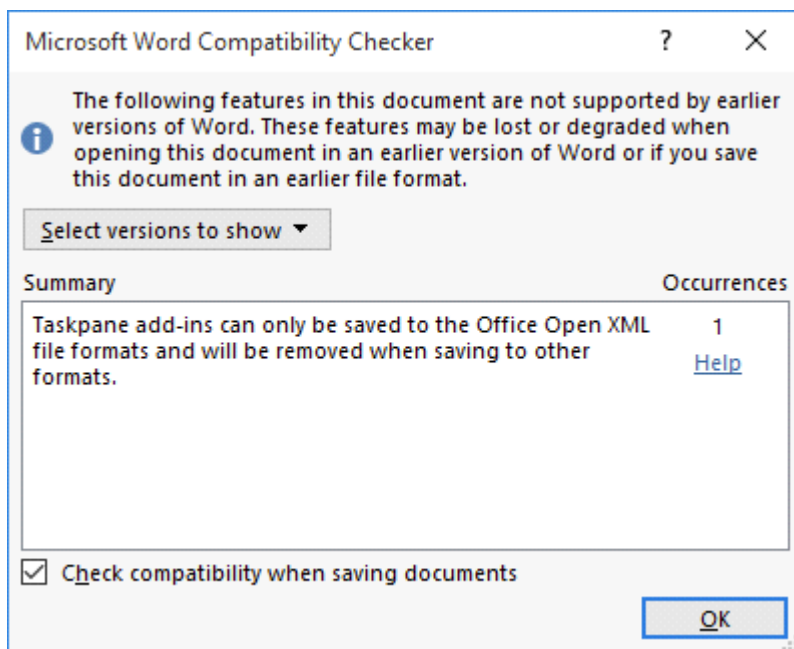 Microsoft Word Compatibility Checker
?
The following features in this document are not supported by earlier
versions of Word. These features may be lost or degraded when
opening this document in an earlier version of Word or if you save
this document in an earlier file format.
Select versions to show
Summary
Occurrences
Taskpane add-ins can only be saved to the Office Open XML
file formats and will be removed when saving to other
formats.
1
Help
Check compatibility when saving documents
OK